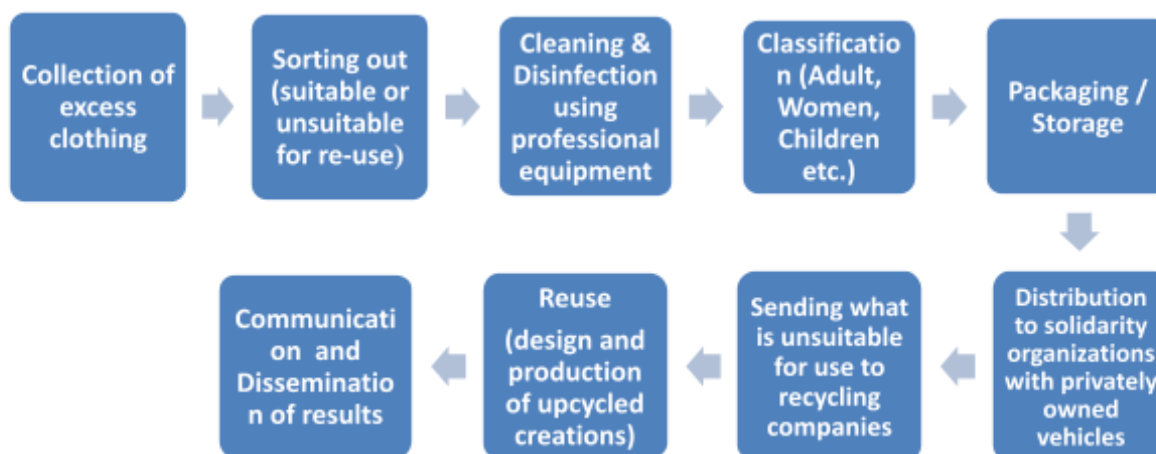 Collection of
excess
clothing
Sorting out
(suitable or
unsuitable
for re-use)
Cleaning &
Disinfection
using
professional
equipment
Classificatio
n (Adult,
Women,
Children
etc.)
Packaging /
Storage
Distribution
to solidarity
organizations
with privately
owned
vehicles
Sending what
is unsuitable
for use to
recycling
companies
Reuse
(design and
production
of upcycled
creations)
Communicati
on and
Disseminatio
n of results